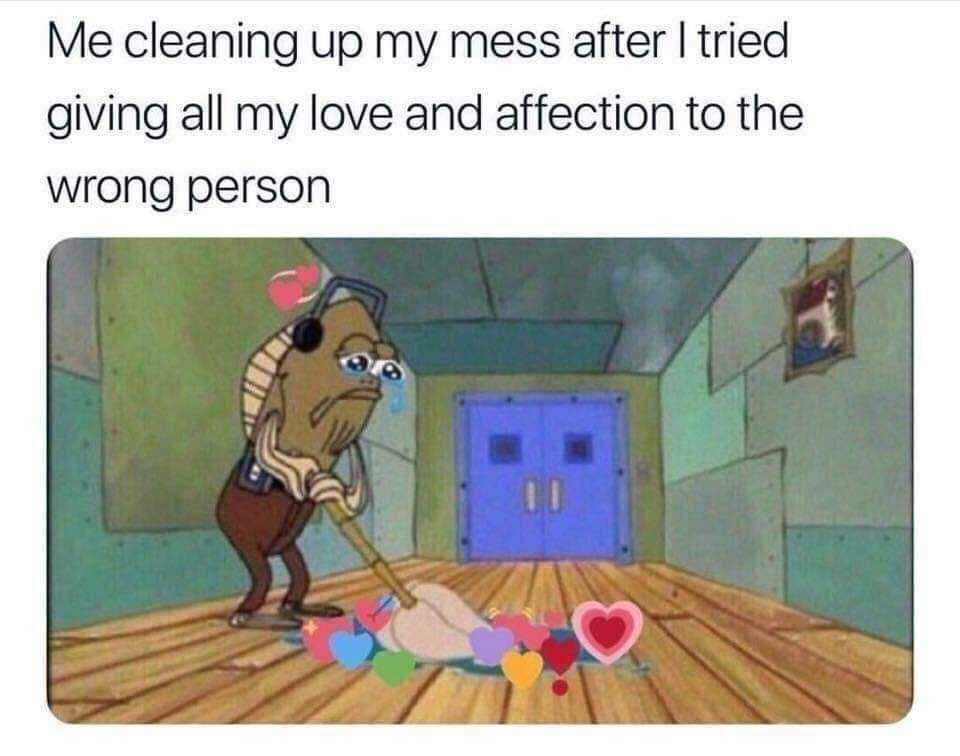 Me cleaning up my mess after I tried
giving all my love and affection to the
wrong person